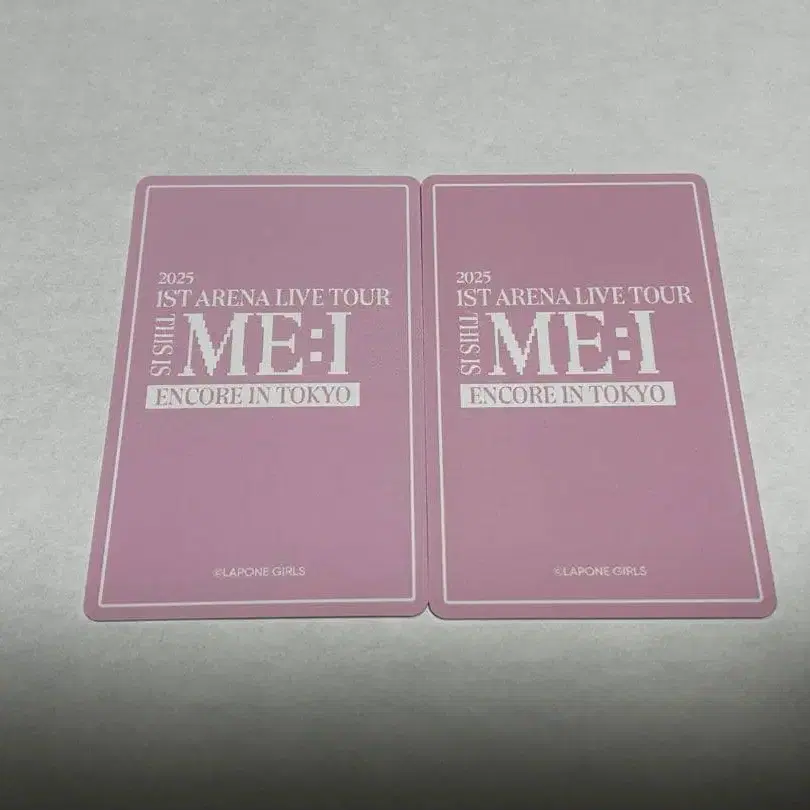 2025
1ST ARENA LIVE TOUR
THIS IS
ME:I
ENCORE IN TOKYO
©LAPONE GIRLS
2025
1ST ARENA LIVE TOUR
THIS IS
ME:I
ENCORE IN TOKYO
©LAPONE GIRLS